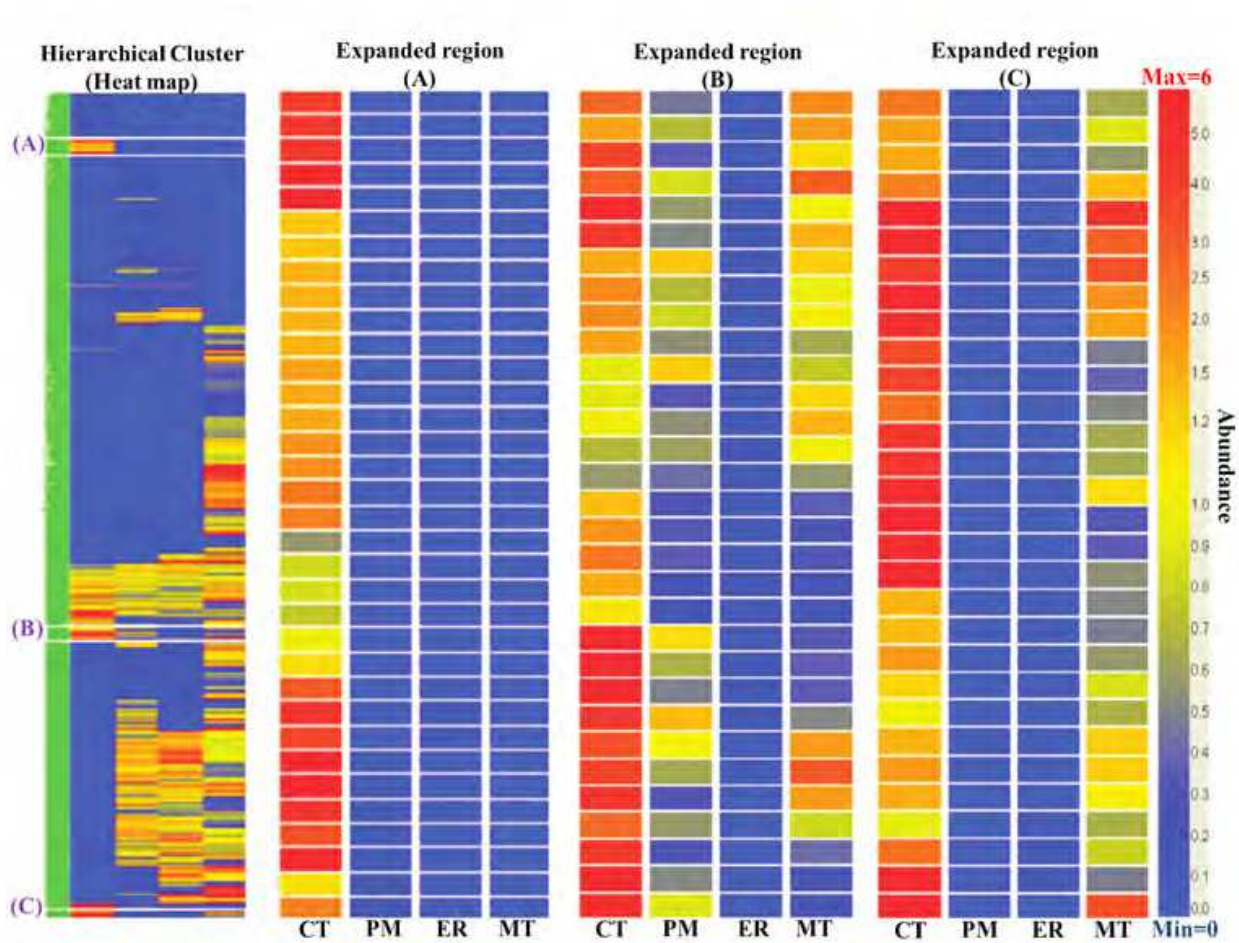 Hierarchical Cluster
(Heat map)
Expanded region
(A)
Expanded region
(B)
Expanded region
(C)
Max=6
(A)
(B)
(C)
5.0
4.0
3.0
2.5
2.0
1.5
1.2
1.0
0.9
0.8
0.7
0.6
0.5
0.4
0.3
0.2
0.1
0.0
Abundance
CT PM ER MT
CT PM ER MT
CT PM ER MT
Min=0